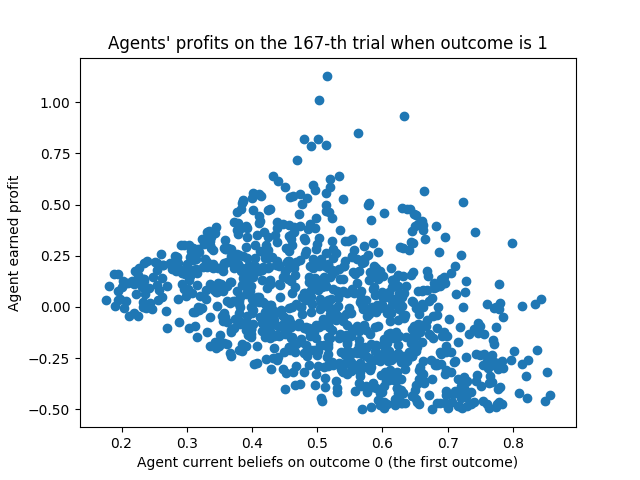 Agents' profits on the 167-th trial when outcome is 1
1.00
0.75
0.50
0.25
0.00
−0.25
−0.50
Agent earned profit
0.2 0.3 0.4 0.5 0.6 0.7 0.8
Agent current beliefs on outcome 0 (the first outcome)